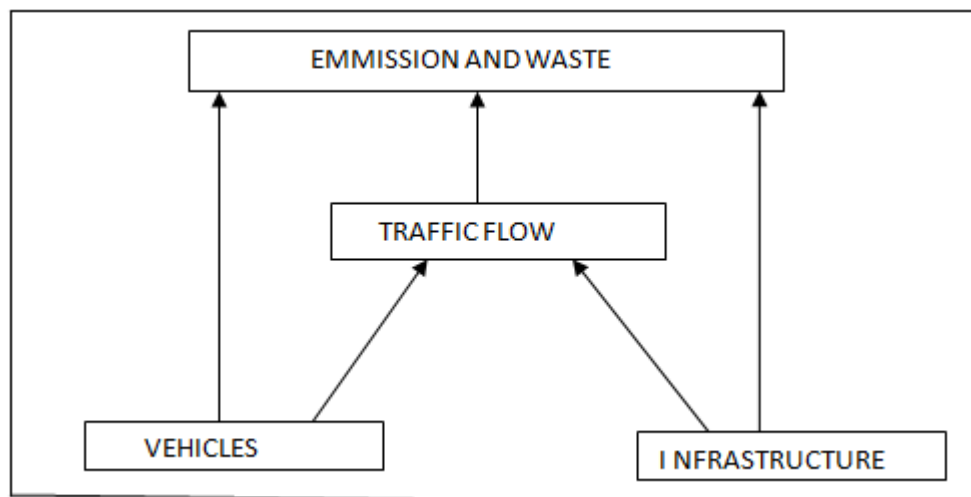 EMMISSION AND WASTE
TRAFFIC FLOW
VEHICLES
I NFRASTRUCTURE